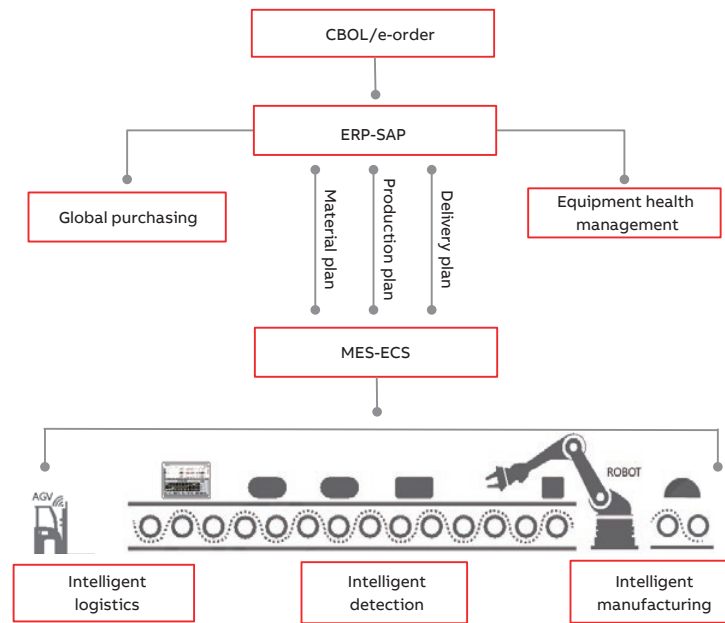 CBOL/e-order
ERP-SAP
Global purchasing
Material plan
Production plan
Delivery plan
Equipment health
management
MES-ECS
AGV
ROBOT
Intelligent
logistics
Intelligent
detection
Intelligent
manufacturing